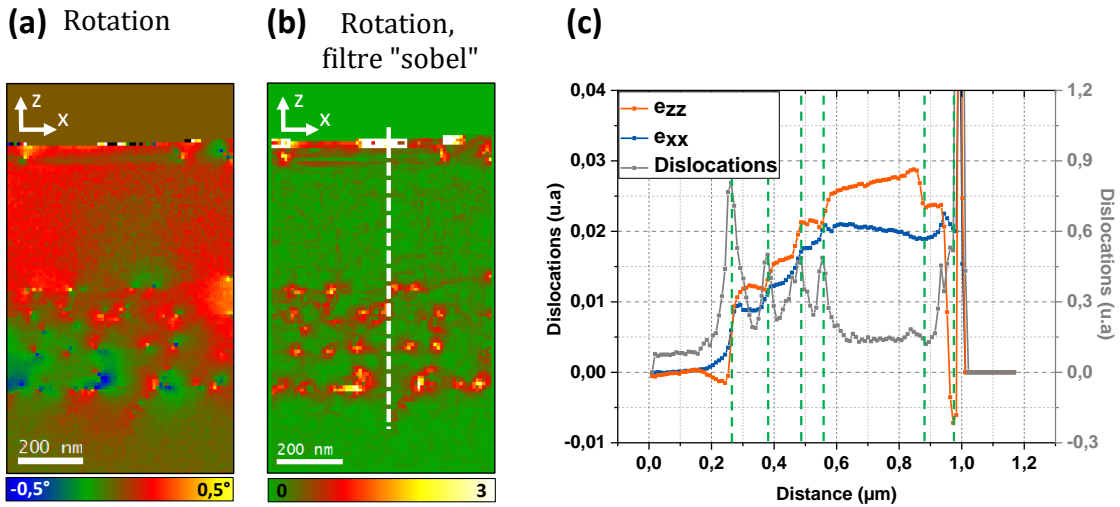 (a) Rotation
z
x
200 nm
-0,5° 0,5°
(b) Rotation,
filtre "sobel"
z
x
200 nm
0 3
(c)
0,04
0,03
0,02
0,01
0,00
-0,01
Dislocations (u.a)
ezz
exx
Dislocations
1,2
0,9
0,6
0,3
0,0
-0,3
Dislocations (u.a)
0,0 0,2 0,4 0,6 0,8 1,0 1,2
Distance (µm)